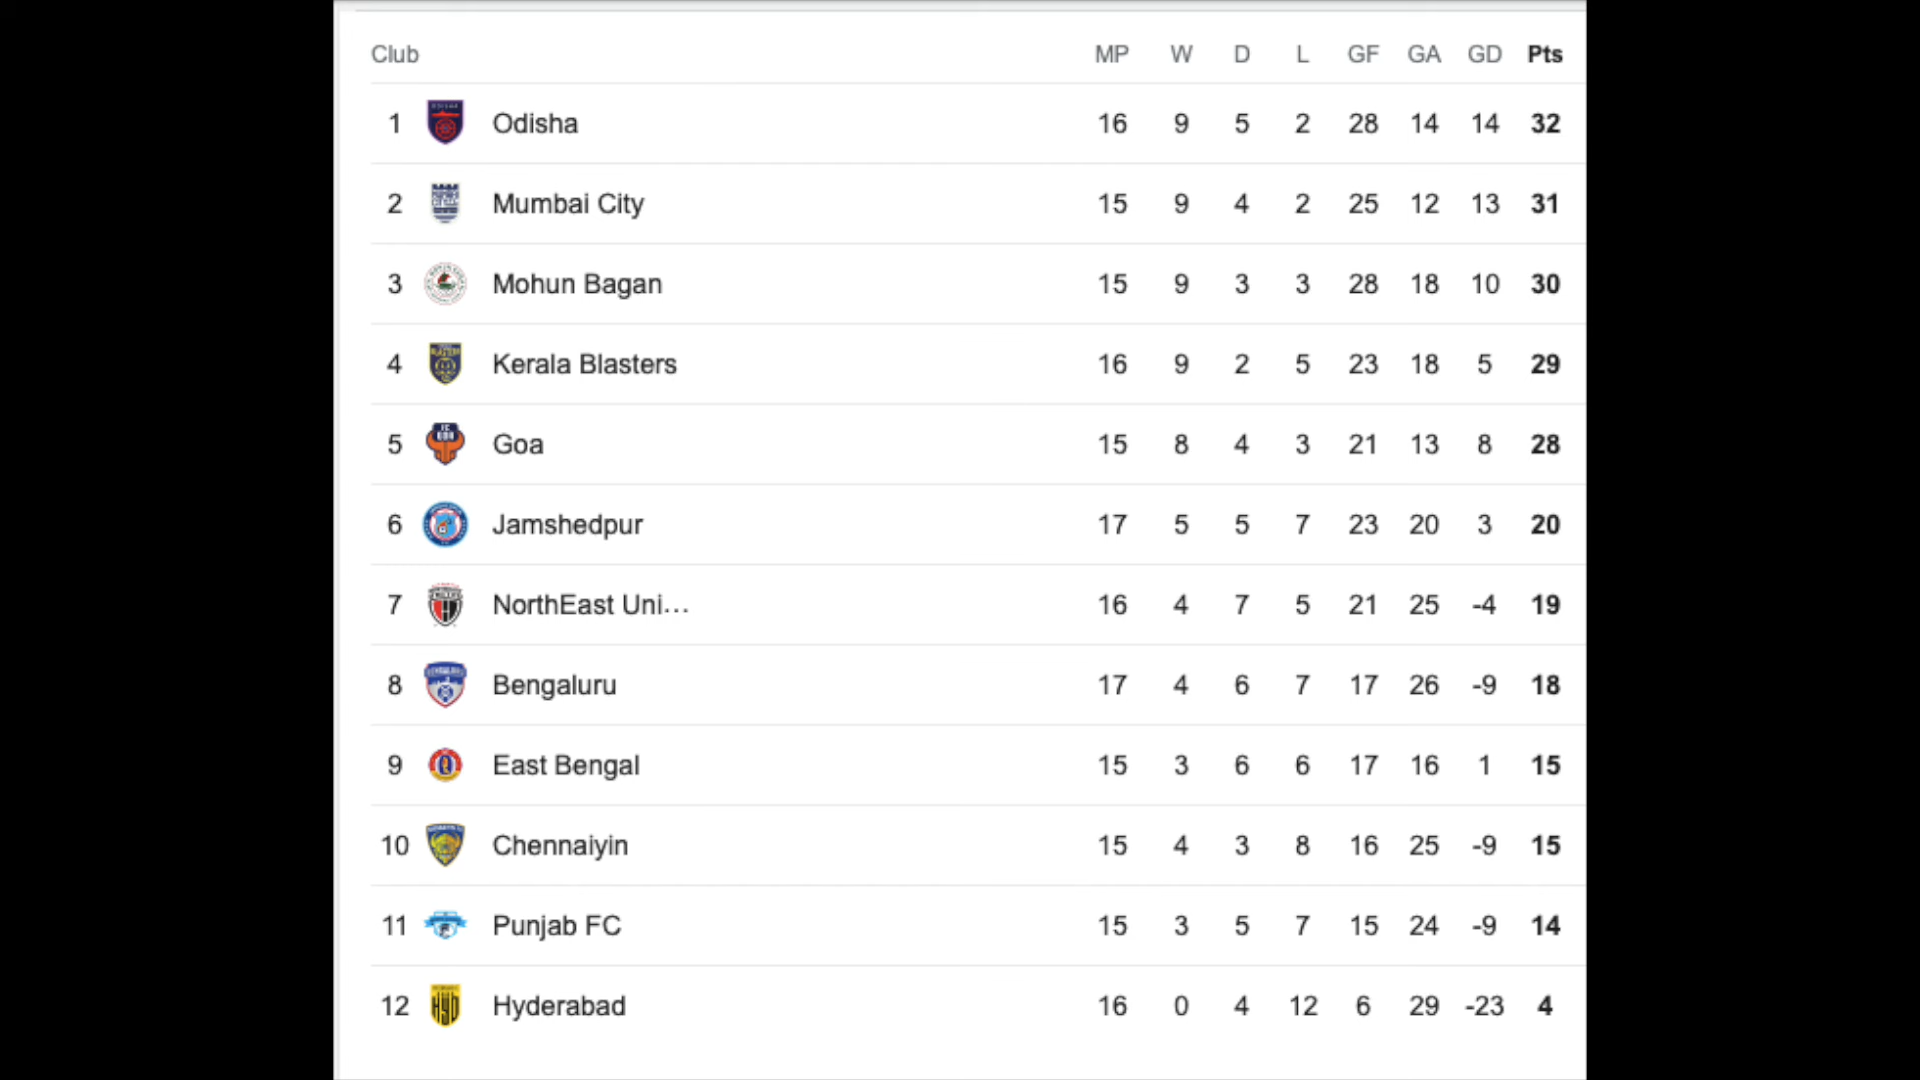 Club MP W D L GF GA GD Pts
1 Odisha 16 9 5 2 28 14 14 32
2 Mumbai City 15 9 4 2 25 12 13 31
3 Mohun Bagan 15 9 3 3 28 18 10 30
4 Kerala Blasters 16 9 2 5 23 18 5 29
5 Goa 15 8 4 3 21 13 8 28
6 Jamshedpur 17 5 5 7 23 20 3 20
7 NorthEast Uni... 16 4 7 5 21 25 -4 19
8 Bengaluru 17 4 6 7 17 26 -9 18
9 East Bengal 15 3 6 6 17 16 1 15
10 Chennaiyin 15 4 3 8 16 25 -9 15
11 Punjab FC 15 3 5 7 15 24 -9 14
12 Hyderabad 16 0 4 12 6 29 -23 4